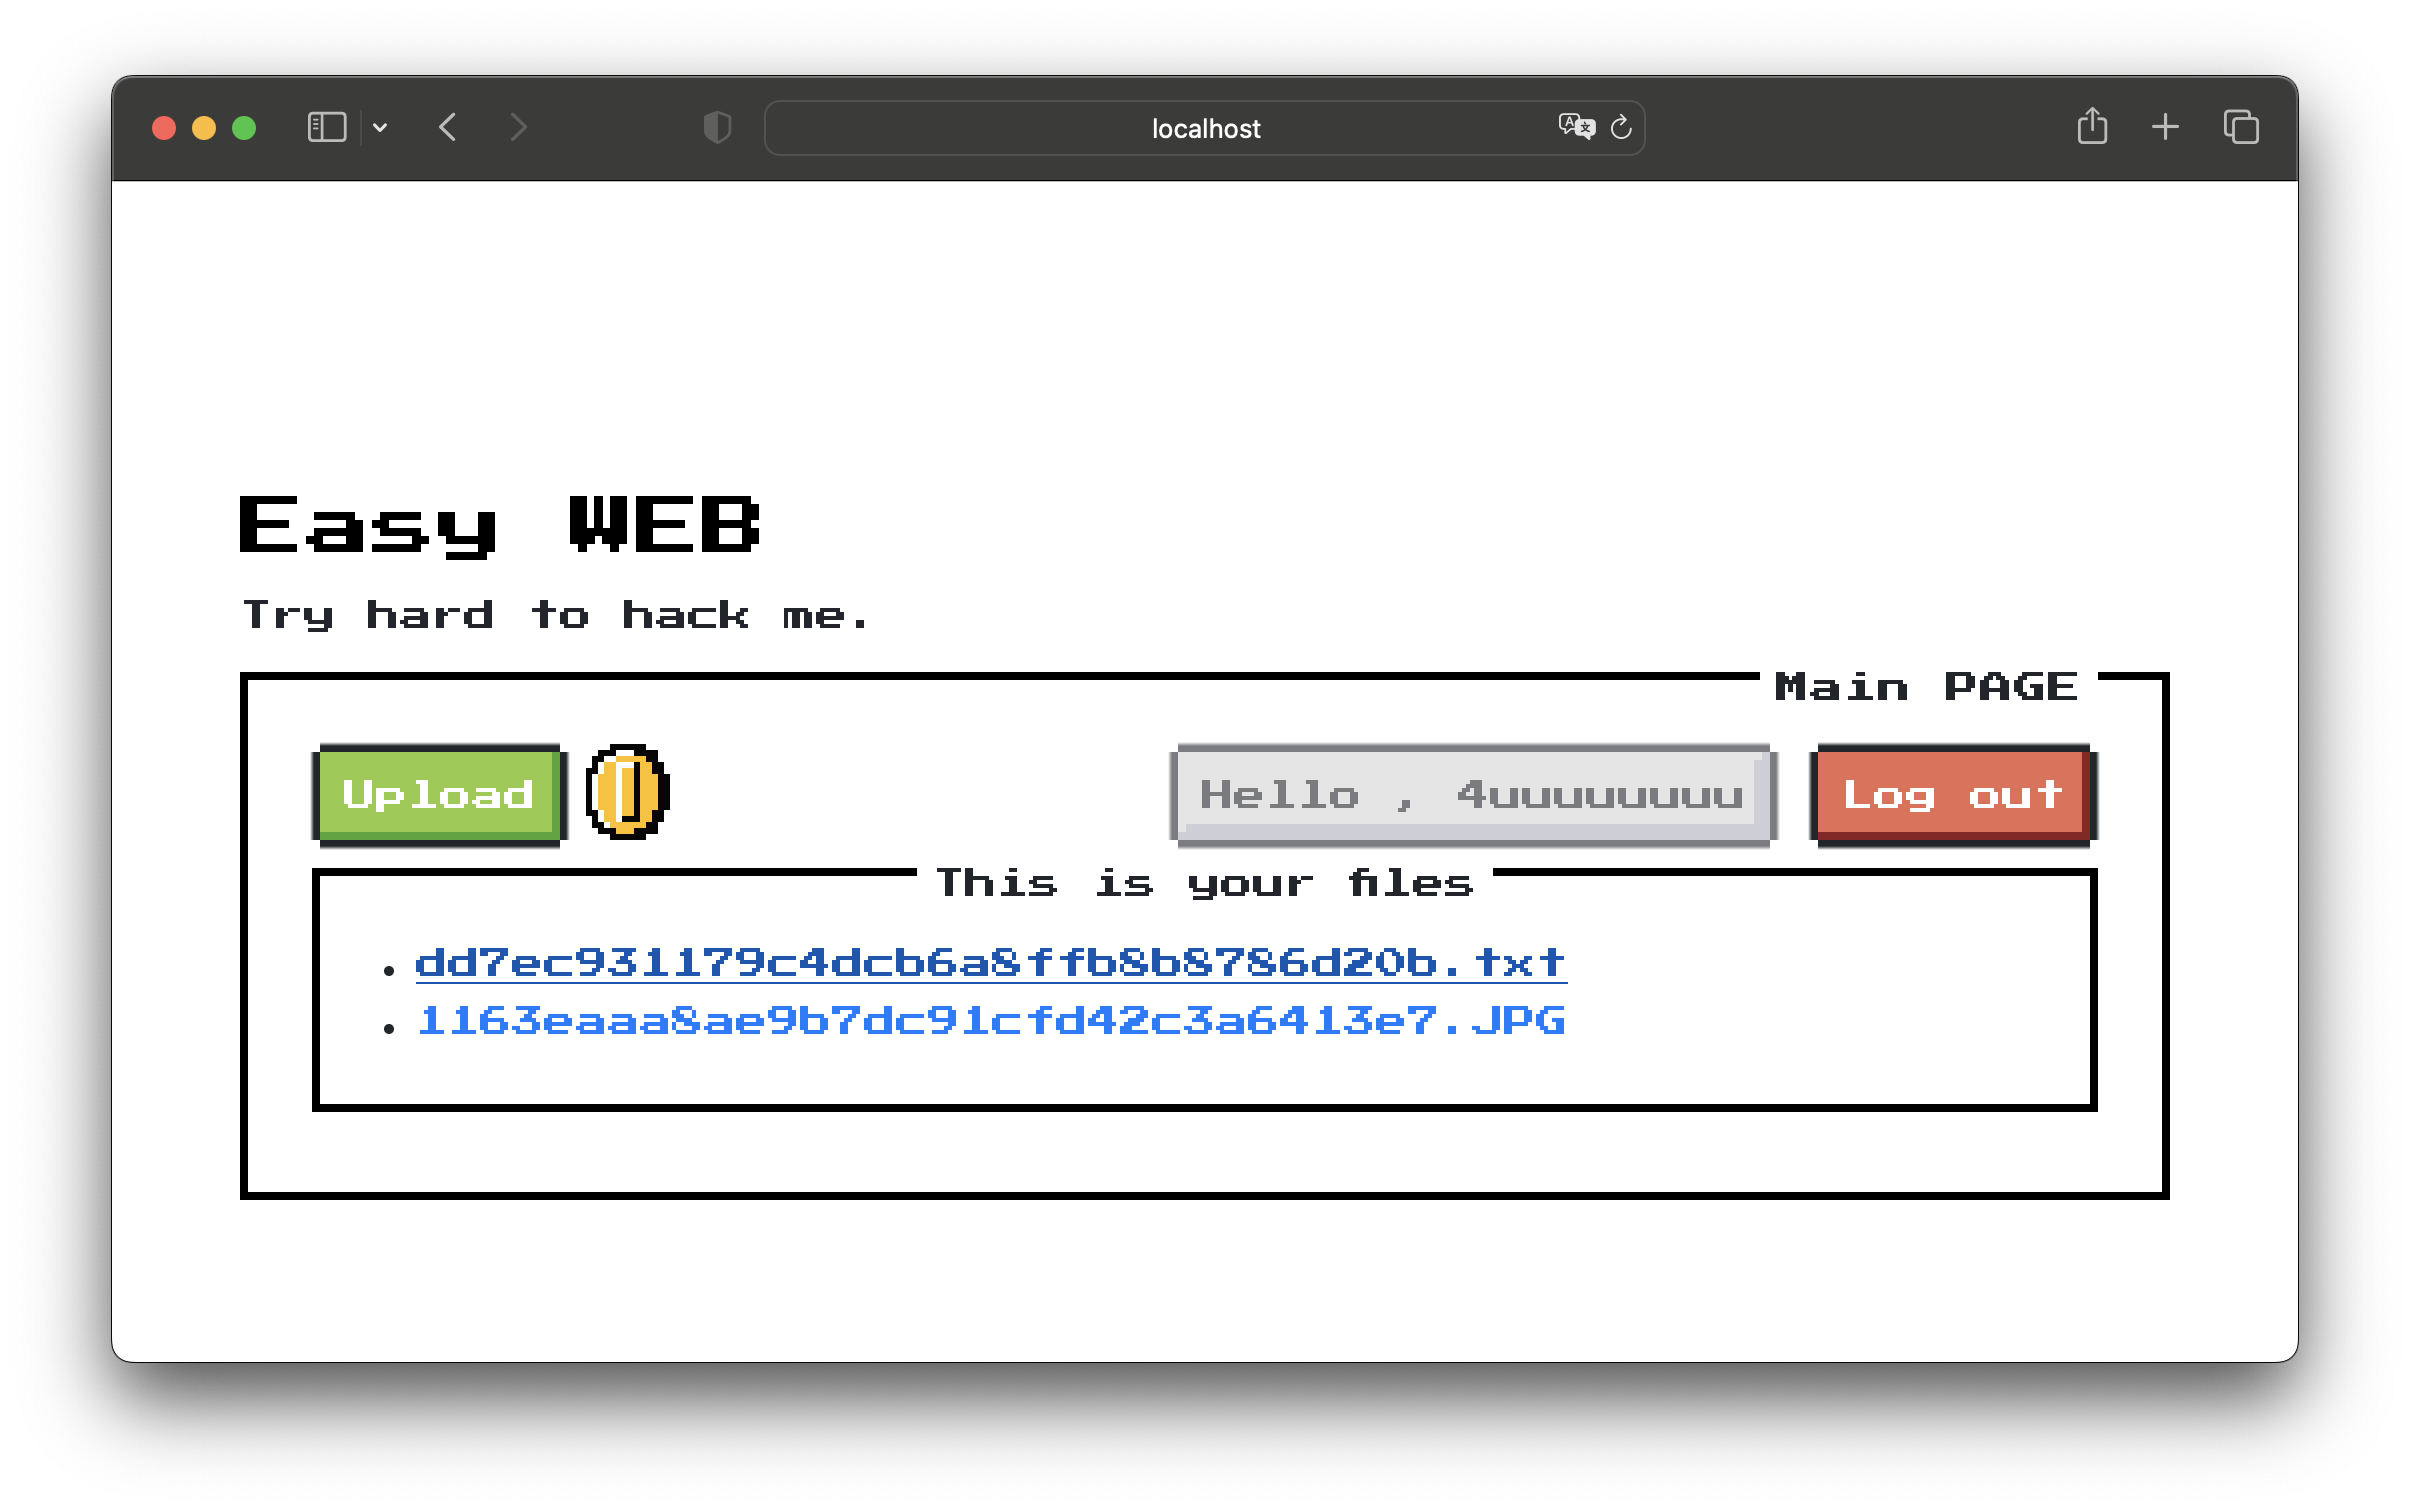 localhost
Easy WEB
Try hard to hack me.
Main PAGE
Upload
Hello , 4uuuuuuuu
Log out
This is your files
dd7ec931179c4dcb6a8ffb8b8786d20b.txt
1163eaaa8ae9b7dc91cfd42c3a6413e7.JPG